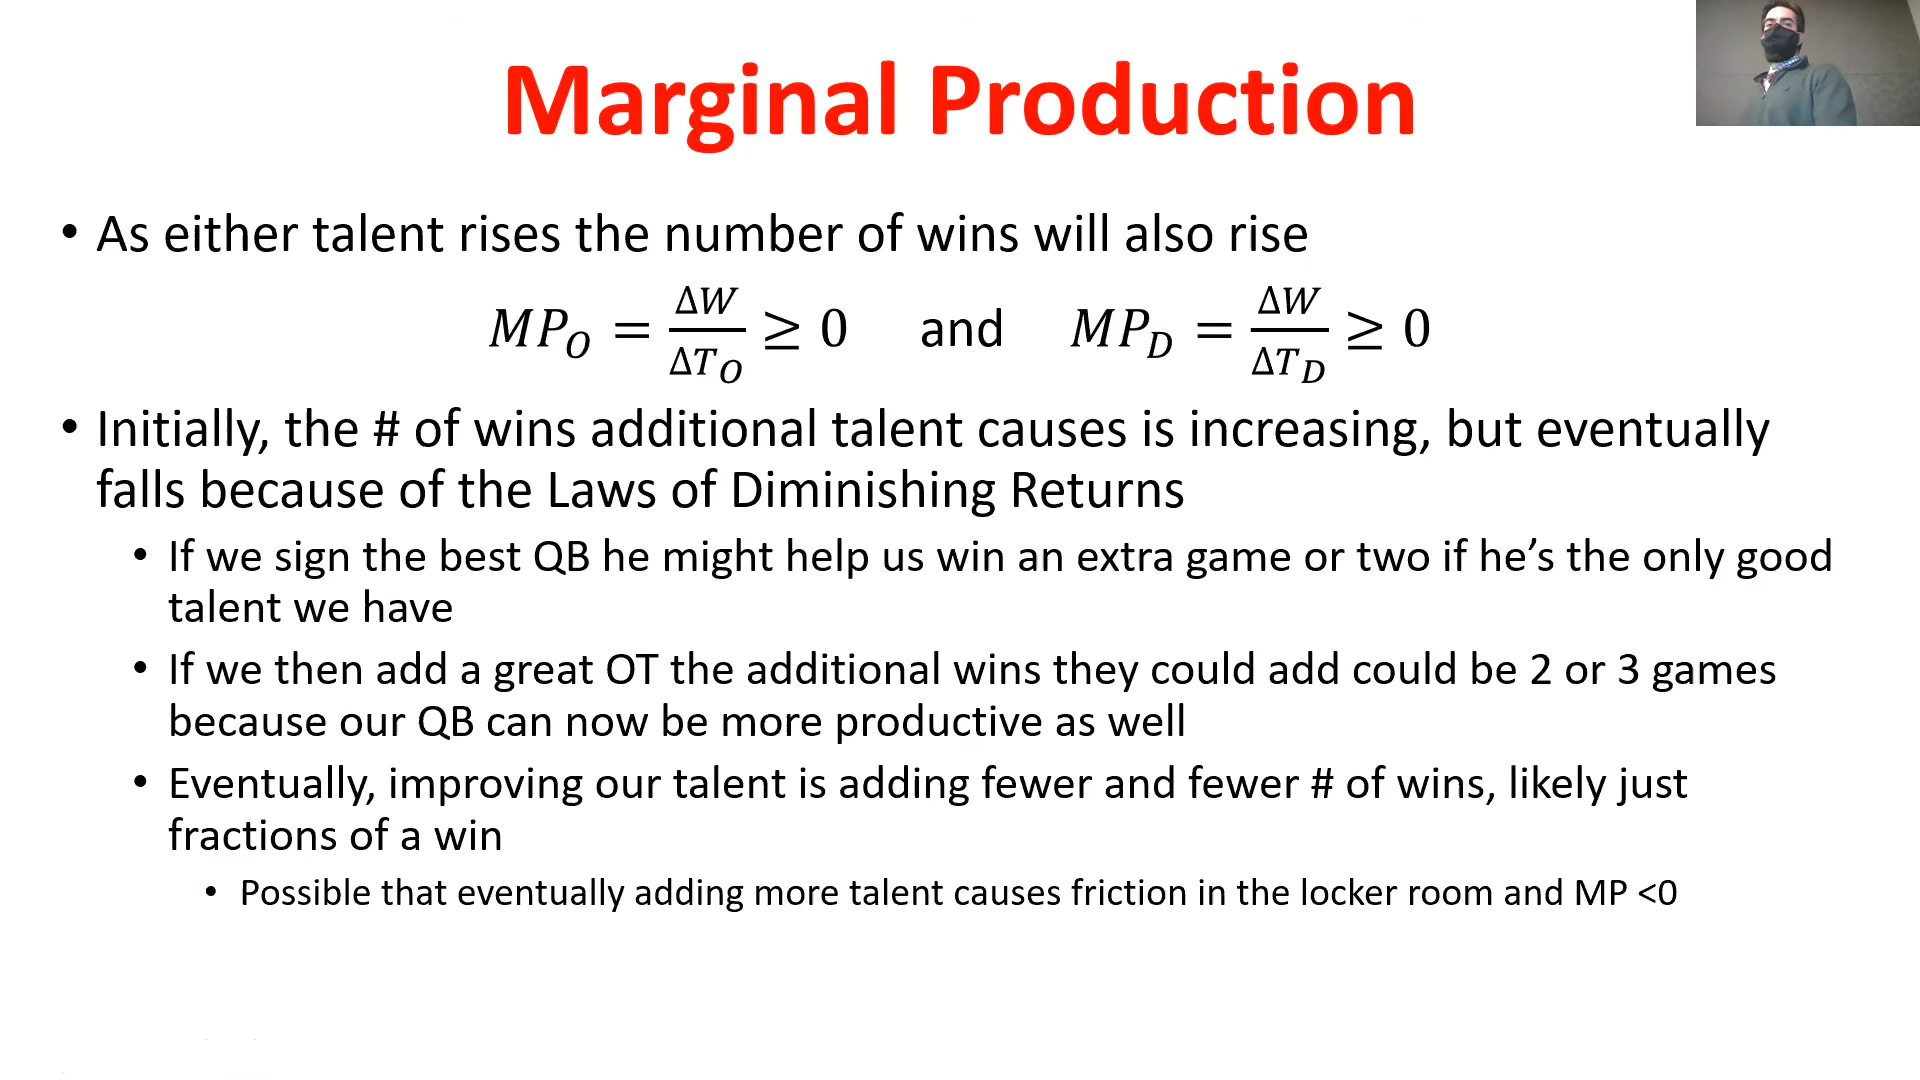 Marginal Production
• As either talent rises the number of wins will also rise
MP_O = ΔW/ΔT_O ≥ 0 and MP_D = ΔW/ΔT_D ≥ 0
• Initially, the # of wins additional talent causes is increasing, but eventually
falls because of the Laws of Diminishing Returns
• If we sign the best QB he might help us win an extra game or two if he’s the only good
talent we have
• If we then add a great OT the additional wins they could add could be 2 or 3 games
because our QB can now be more productive as well
• Eventually, improving our talent is adding fewer and fewer # of wins, likely just
fractions of a win
• Possible that eventually adding more talent causes friction in the locker room and MP <0